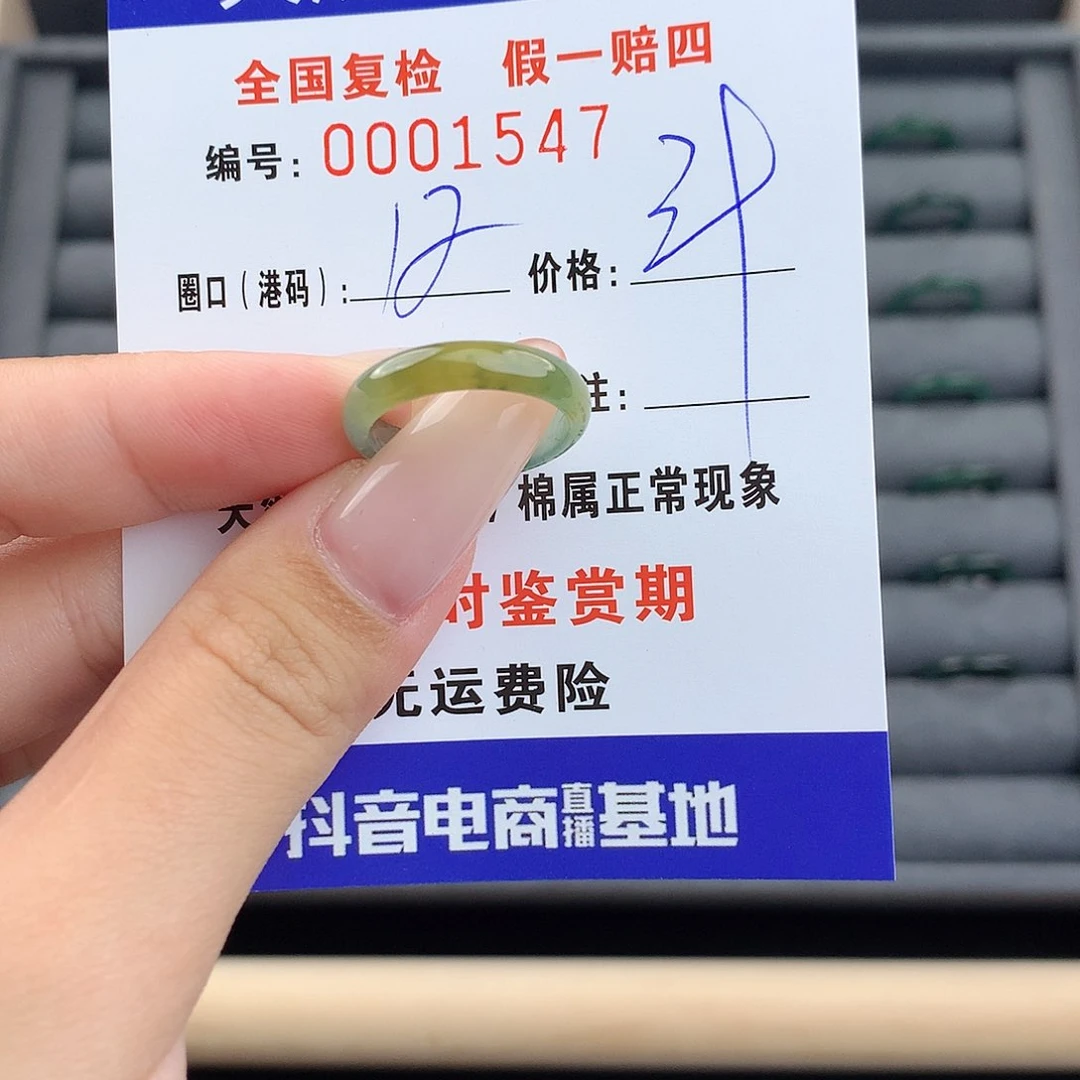 全国复检 假一赔四
编号: 0001547
圈口(港码): 12 价格:
注:
棉属正常现象
时鉴赏期
无运费险
抖音电商直播基地